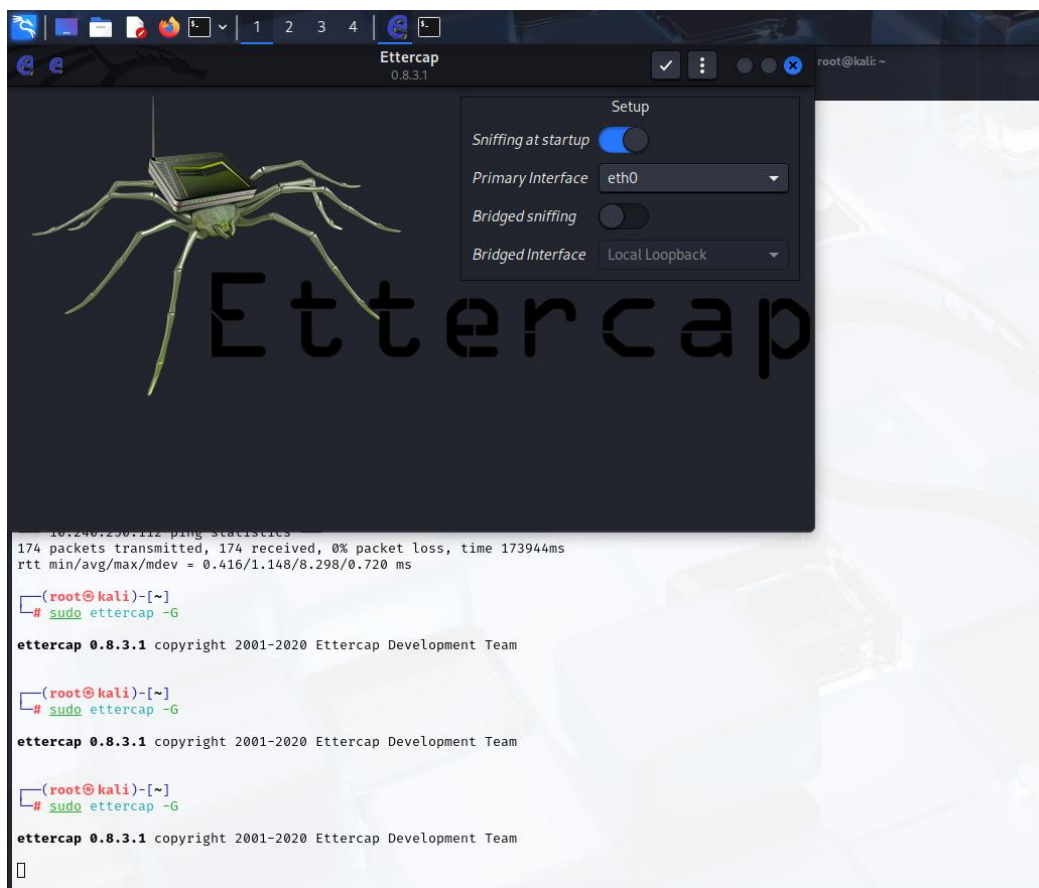 1 2 3 4
Ettercap
0.8.3.1
root@kali: ~
Setup
Sniffing at startup
Primary Interface eth0
Bridged sniffing
Bridged Interface Local Loopback
Ettercap
ping statistics
174 packets transmitted, 174 received, 0% packet loss, time 173944ms
rtt min/avg/max/mdev = 0.416/1.148/8.298/0.720 ms
┌──(root㉿kali)-[~]
└─# sudo ettercap -G
ettercap 0.8.3.1 copyright 2001-2020 Ettercap Development Team
┌──(root㉿kali)-[~]
└─# sudo ettercap -G
ettercap 0.8.3.1 copyright 2001-2020 Ettercap Development Team
┌──(root㉿kali)-[~]
└─# sudo ettercap -G
ettercap 0.8.3.1 copyright 2001-2020 Ettercap Development Team